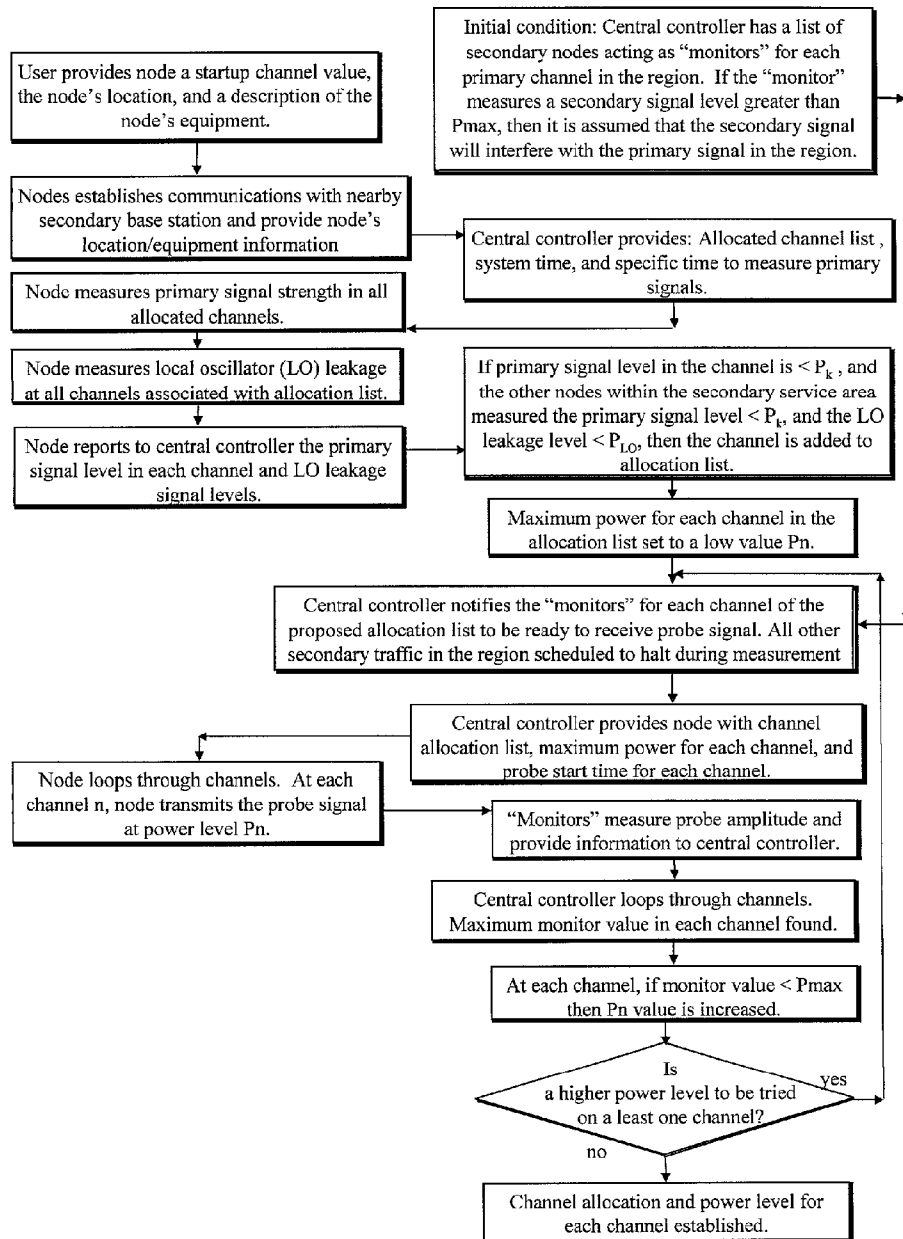 Initial condition: Central controller has a list of
secondary nodes acting as “monitors” for each
primary channel in the region. If the “monitor”
measures a secondary signal level greater than
Pmax, then it is assumed that the secondary signal
will interfere with the primary signal in the region.
User provides node a startup channel value,
the node’s location, and a description of the
node’s equipment.
Nodes establishes communications with nearby
secondary base station and provide node’s
location/equipment information
Central controller provides: Allocated channel list ,
system time, and specific time to measure primary
signals.
Node measures primary signal strength in all
allocated channels.
Node measures local oscillator (LO) leakage
at all channels associated with allocation list.
Node reports to central controller the primary
signal level in each channel and LO leakage
signal levels.
If primary signal level in the channel is < Pk , and
the other nodes within the secondary service area
measured the primary signal level < Pk, and the LO
leakage level < PLO, then the channel is added to
allocation list.
Maximum power for each channel in the
allocation list set to a low value Pn.
Central controller notifies the “monitors” for each channel of the
proposed allocation list to be ready to receive probe signal. All other
secondary traffic in the region scheduled to halt during measurement
Central controller provides node with channel
allocation list, maximum power for each channel, and
probe start time for each channel.
Node loops through channels. At each
channel n, node transmits the probe signal
at power level Pn.
“Monitors” measure probe amplitude and
provide information to central controller.
Central controller loops through channels.
Maximum monitor value in each channel found.
At each channel, if monitor value < Pmax
then Pn value is increased.
Is
a higher power level to be tried
on a least one channel?
yes
no
Channel allocation and power level for
each channel established.